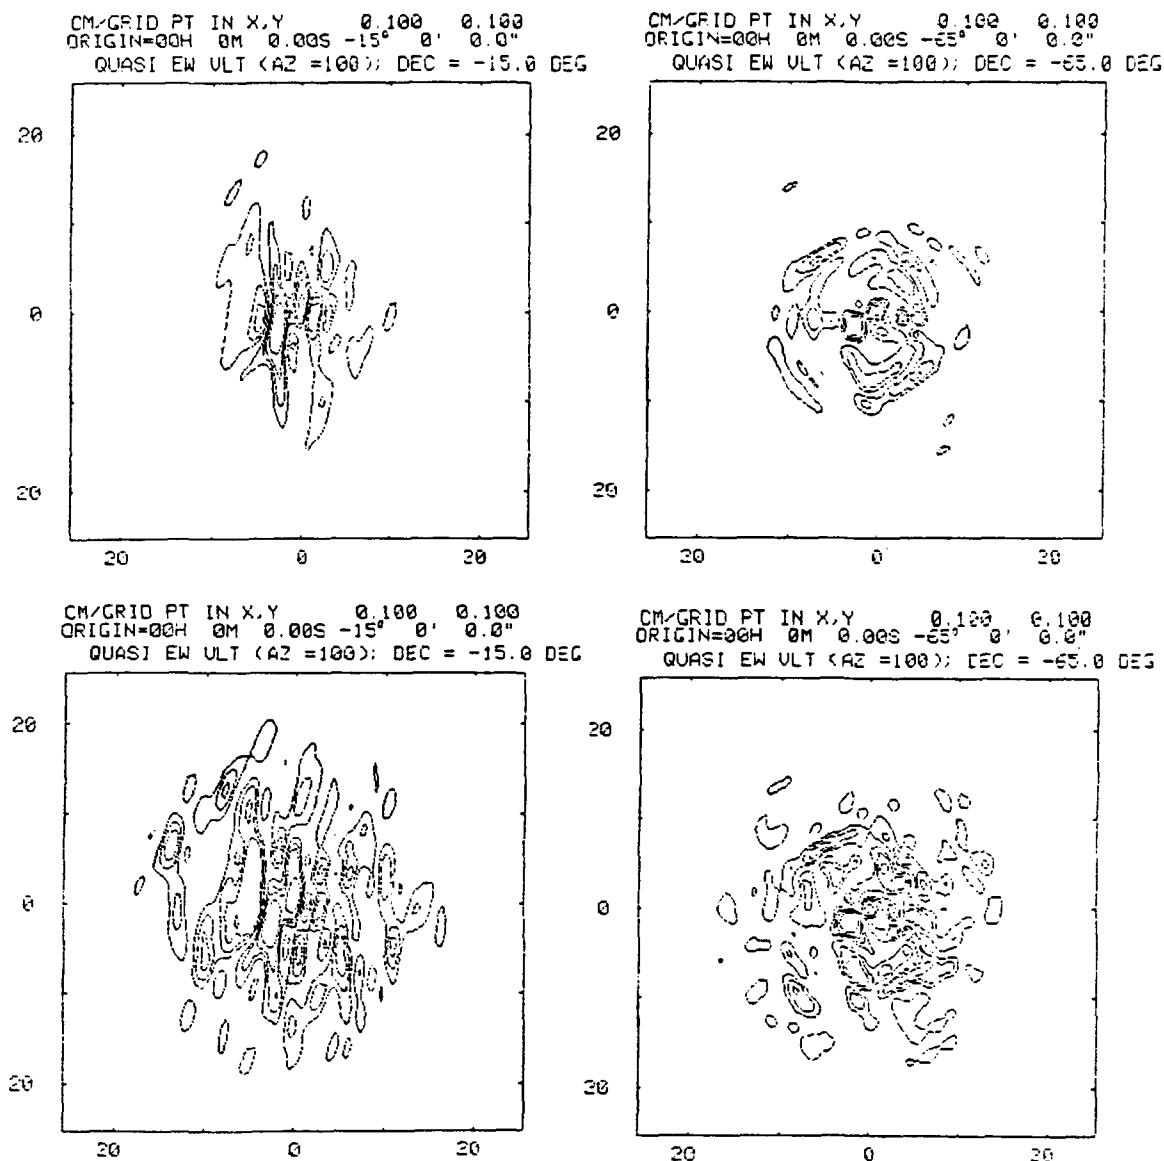 CM/GRID PT IN X,Y 0.100 0.100
ORIGIN=00H 0M 0.00S -15° 0' 0.0"
QUASI EW VLT (AZ =100); DEC = -15.0 DEG
20
0
20
20
0
20
CM/GRID PT IN X,Y 0.100 0.100
ORIGIN=00H 0M 0.00S -65° 0' 0.0"
QUASI EW VLT (AZ =100); DEC = -65.0 DEG
20
0
20
20
0
20
CM/GRID PT IN X,Y 0.100 0.100
ORIGIN=00H 0M 0.00S -15° 0' 0.0"
QUASI EW VLT (AZ =100); DEC = -15.0 DEG
20
0
20
20
0
20
CM/GRID PT IN X,Y 0.100 0.100
ORIGIN=00H 0M 0.00S -65° 0' 0.0"
QUASI EW VLT (AZ =100); DEC = -65.0 DEG
20
0
20
20
0
20